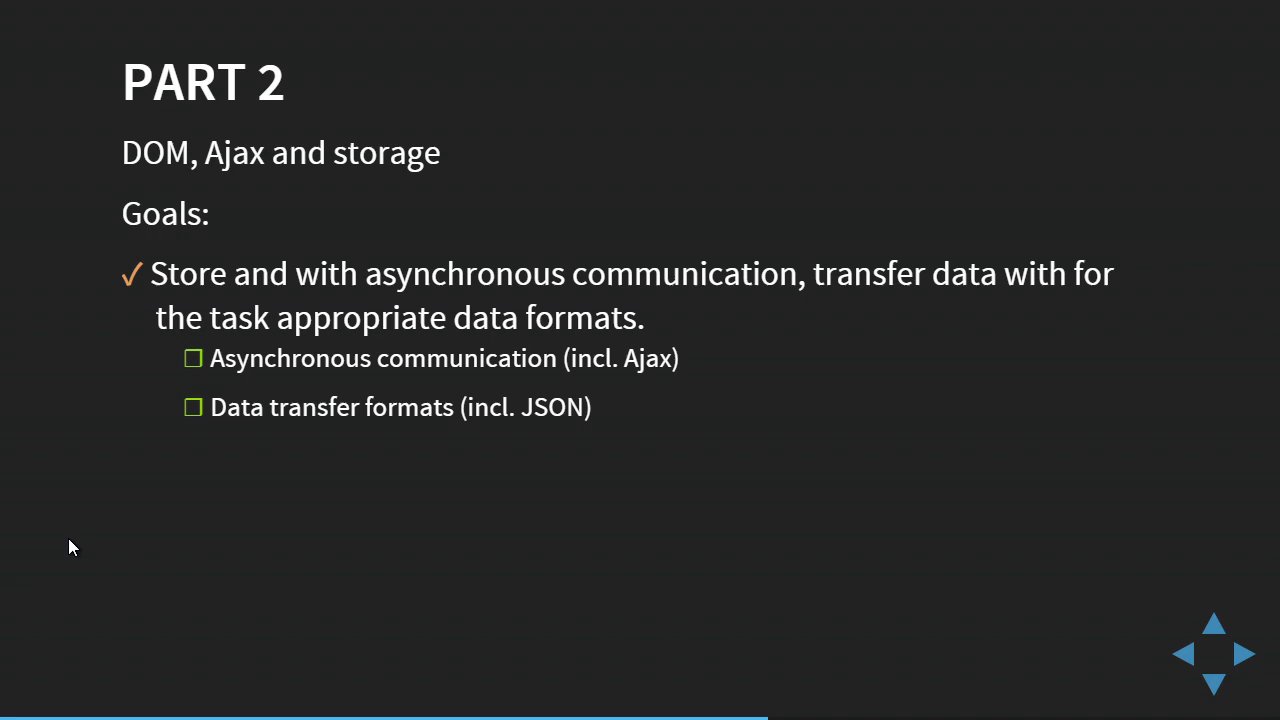 PART 2
DOM, Ajax and storage
Goals:
✓ Store and with asynchronous communication, transfer data with for
the task appropriate data formats.
❐ Asynchronous communication (incl. Ajax)
❐ Data transfer formats (incl. JSON)